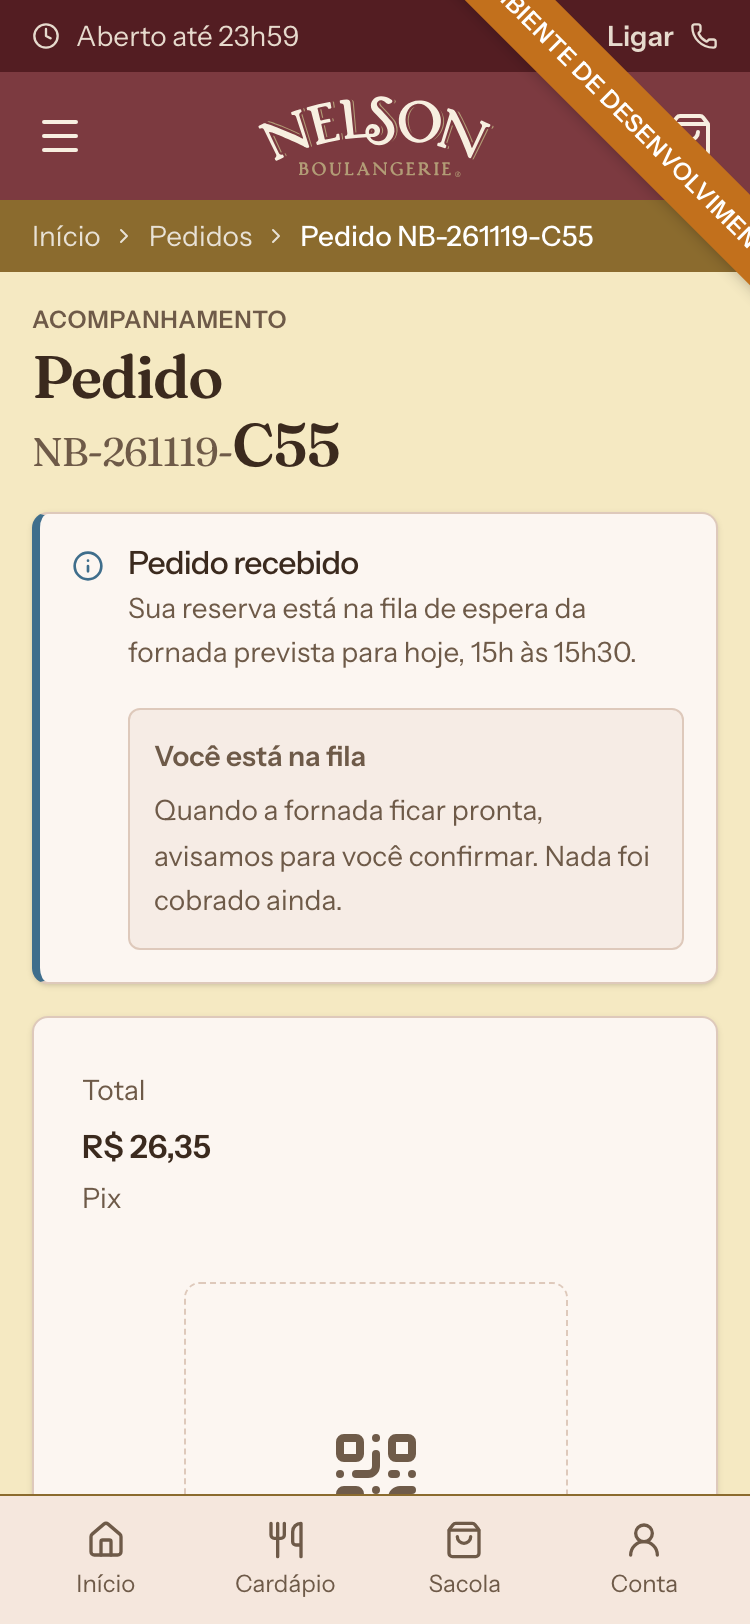 Aberto até 23h59
Ligar
NELSON
BOULANGERIE
DE DESENVOLVIMEN
Início > Pedidos > Pedido NB-261119-C55
ACOMPANHAMENTO
Pedido
NB-261119-C55
Pedido recebido
Sua reserva está na fila de espera da
fornada prevista para hoje, 15h às 15h30.
Você está na fila
Quando a fornada ficar pronta,
avisamos para você confirmar. Nada foi
cobrado ainda.
Total
R$ 26,35
Pix
Início
Cardápio
Sacola
Conta